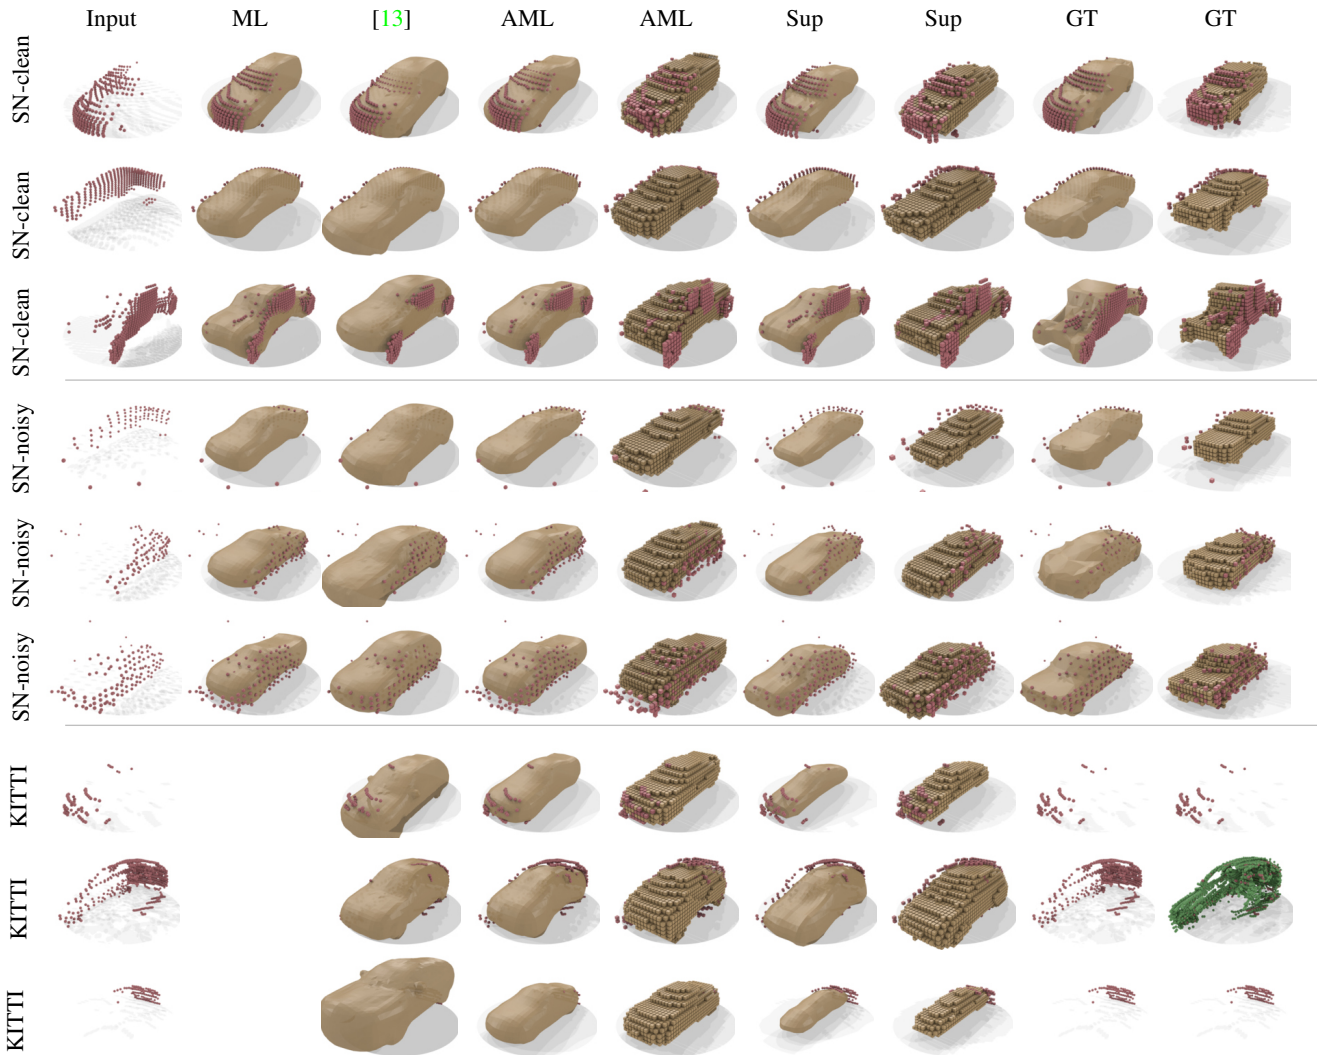 Input ML [13] AML AML Sup Sup GT GT
SN-clean
SN-clean
SN-clean
SN-noisy
SN-noisy
SN-noisy
KITTI
KITTI
KITTI